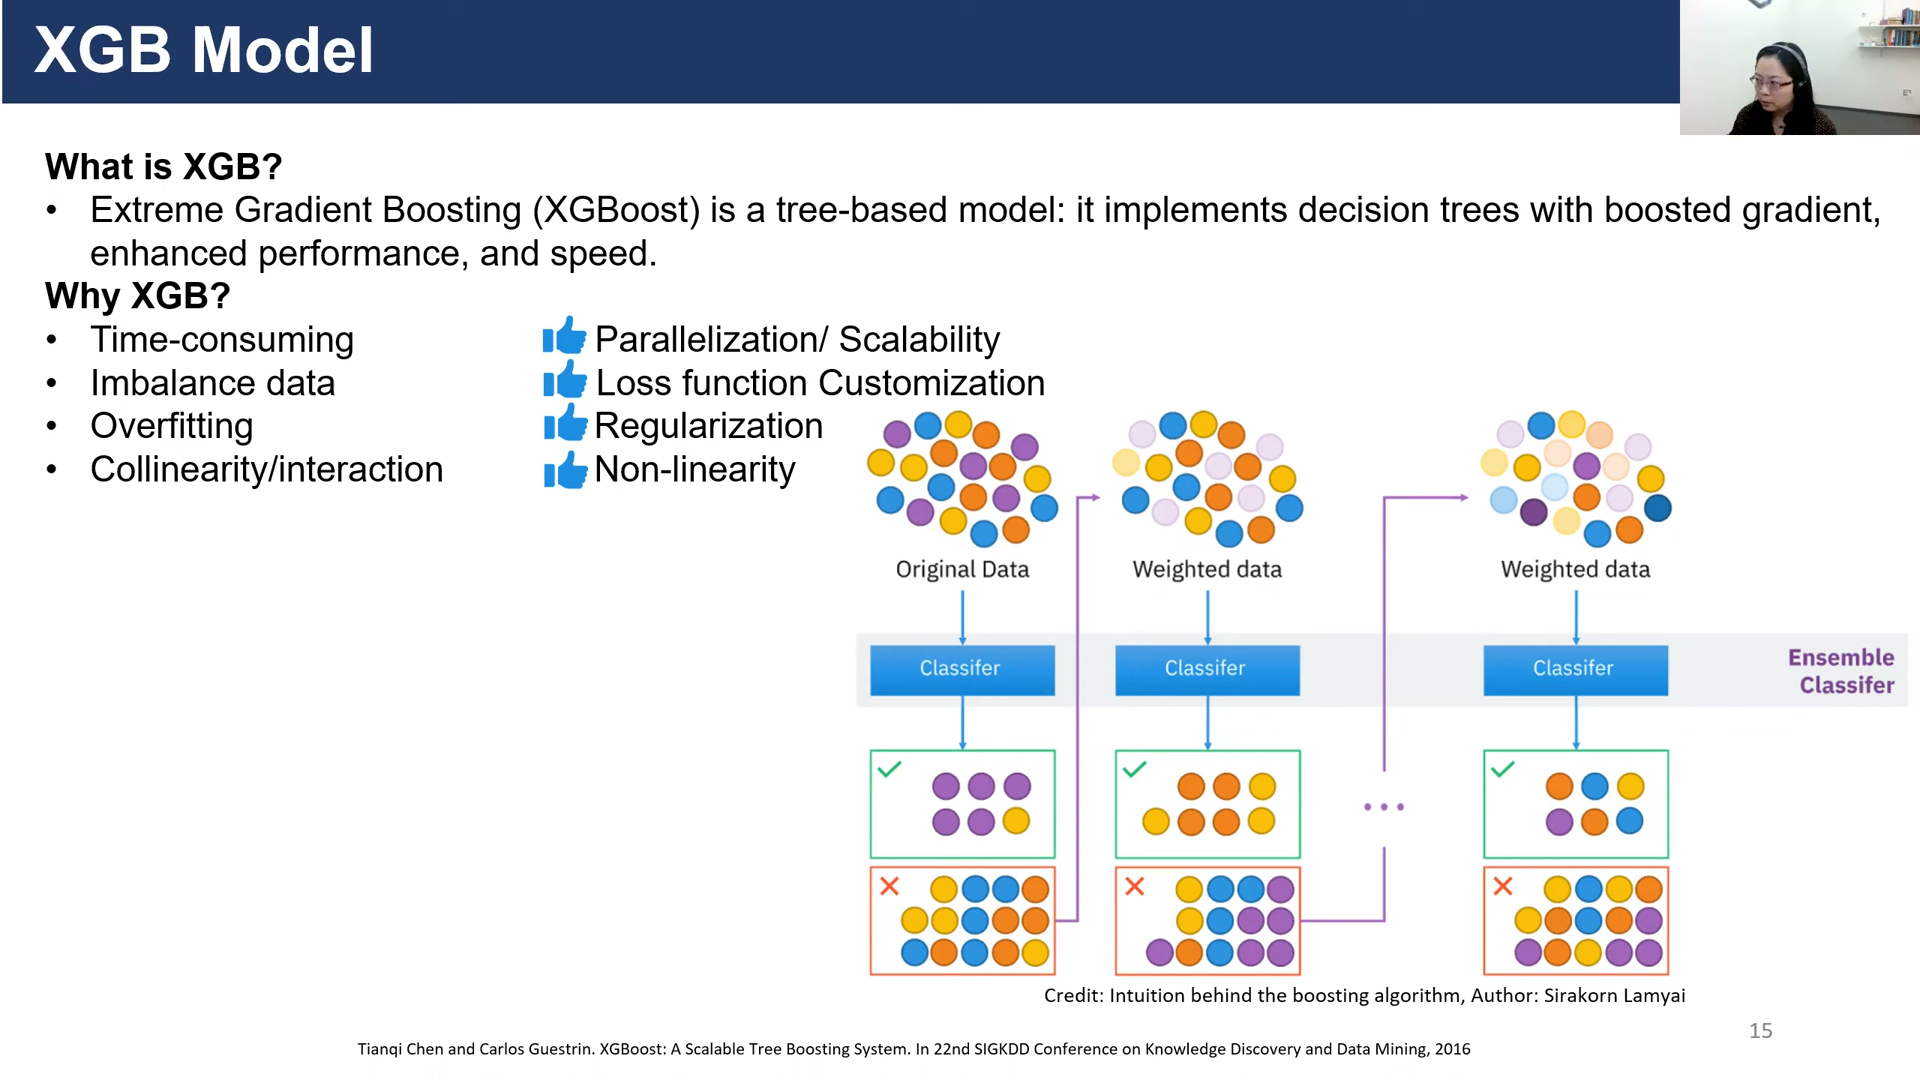 XGB Model
What is XGB?
• Extreme Gradient Boosting (XGBoost) is a tree-based model: it implements decision trees with boosted gradient,
enhanced performance, and speed.
Why XGB?
• Time-consuming
Parallelization/ Scalability
• Imbalance data
Loss function Customization
• Overfitting
Regularization
• Collinearity/interaction
Non-linearity
Original Data
Weighted data
Weighted data
Classifer
Classifer
Classifer
Ensemble
Classifer
Credit: Intuition behind the boosting algorithm, Author: Sirakorn Lamyai
15
Tianqi Chen and Carlos Guestrin. XGBoost: A Scalable Tree Boosting System. In 22nd SIGKDD Conference on Knowledge Discovery and Data Mining, 2016